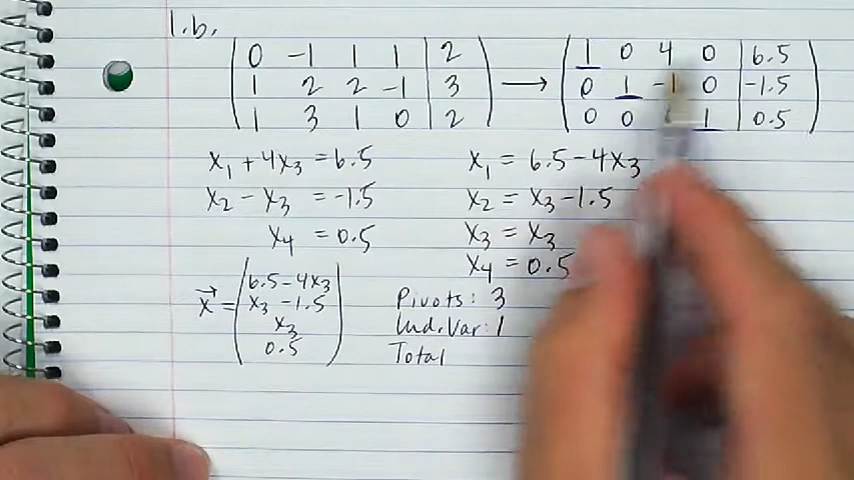 1.b.
0 -1 1 1 | 2 1 0 4 0 | 6.5
1 2 2 -1 | 3 → 0 1 -1 0 | -1.5
1 3 1 0 | 2 0 0 1 | 0.5
x₁ + 4x₃ = 6.5 x₁ = 6.5 - 4x₃
x₂ - x₃ = -1.5 x₂ = x₃ - 1.5
x₄ = 0.5 x₃ = x₃
x₄ = 0.5
6.5 - 4x₃
x⃗ = x₃ - 1.5 Pivots: 3
x₃ Ind. Var: 1
0.5 Total